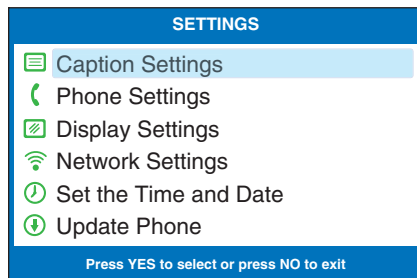 SETTINGS
Caption Settings
Phone Settings
Display Settings
Network Settings
Set the Time and Date
Update Phone
Press YES to select or press NO to exit